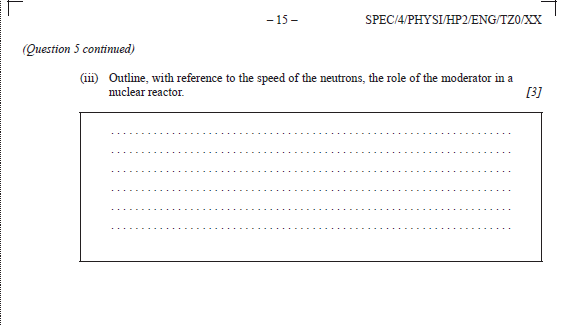 – 15 –
SPEC/4/PHYSI/HP2/ENG/TZ0/XX
(Question 5 continued)
(iii) Outline, with reference to the speed of the neutrons, the role of the moderator in a
nuclear reactor.
[3]